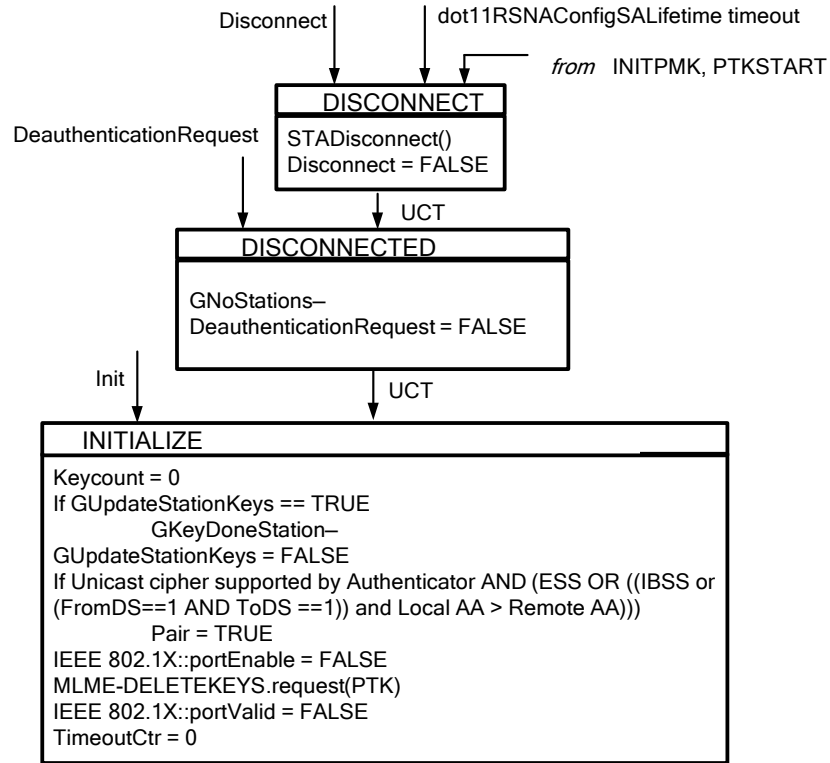 Disconnect
dot11RSNAConfigSALifetime timeout
from INITPMK, PTKSTART
DISCONNECT
DeauthenticationRequest
STADisconnect()
Disconnect = FALSE
UCT
DISCONNECTED
GNoStations–
DeauthenticationRequest = FALSE
Init
UCT
INITIALIZE
Keycount = 0
If GUpdateStationKeys == TRUE
GKeyDoneStation–
GUpdateStationKeys = FALSE
If Unicast cipher supported by Authenticator AND (ESS OR ((IBSS or
(FromDS==1 AND ToDS ==1)) and Local AA > Remote AA)))
Pair = TRUE
IEEE 802.1X::portEnable = FALSE
MLME-DELETEKEYS.request(PTK)
IEEE 802.1X::portValid = FALSE
TimeoutCtr = 0